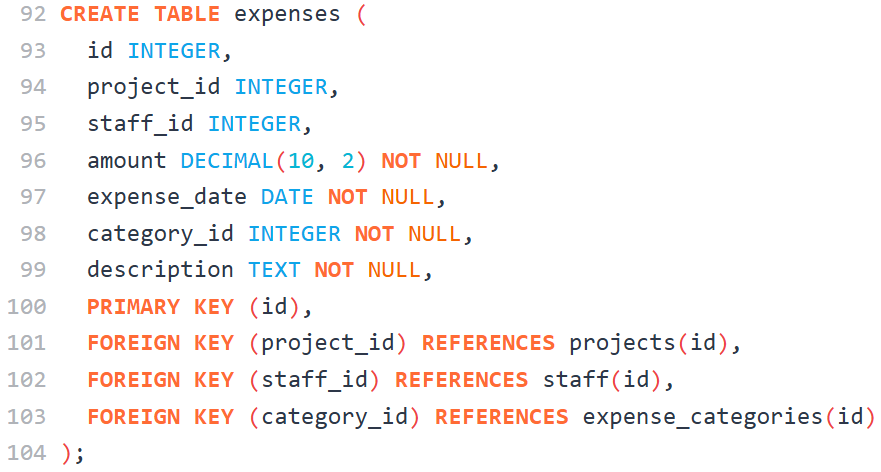 92 CREATE TABLE expenses (
93   id INTEGER,
94   project_id INTEGER,
95   staff_id INTEGER,
96   amount DECIMAL(10, 2) NOT NULL,
97   expense_date DATE NOT NULL,
98   category_id INTEGER NOT NULL,
99   description TEXT NOT NULL,
100   PRIMARY KEY (id),
101   FOREIGN KEY (project_id) REFERENCES projects(id),
102   FOREIGN KEY (staff_id) REFERENCES staff(id),
103   FOREIGN KEY (category_id) REFERENCES expense_categories(id)
104 );